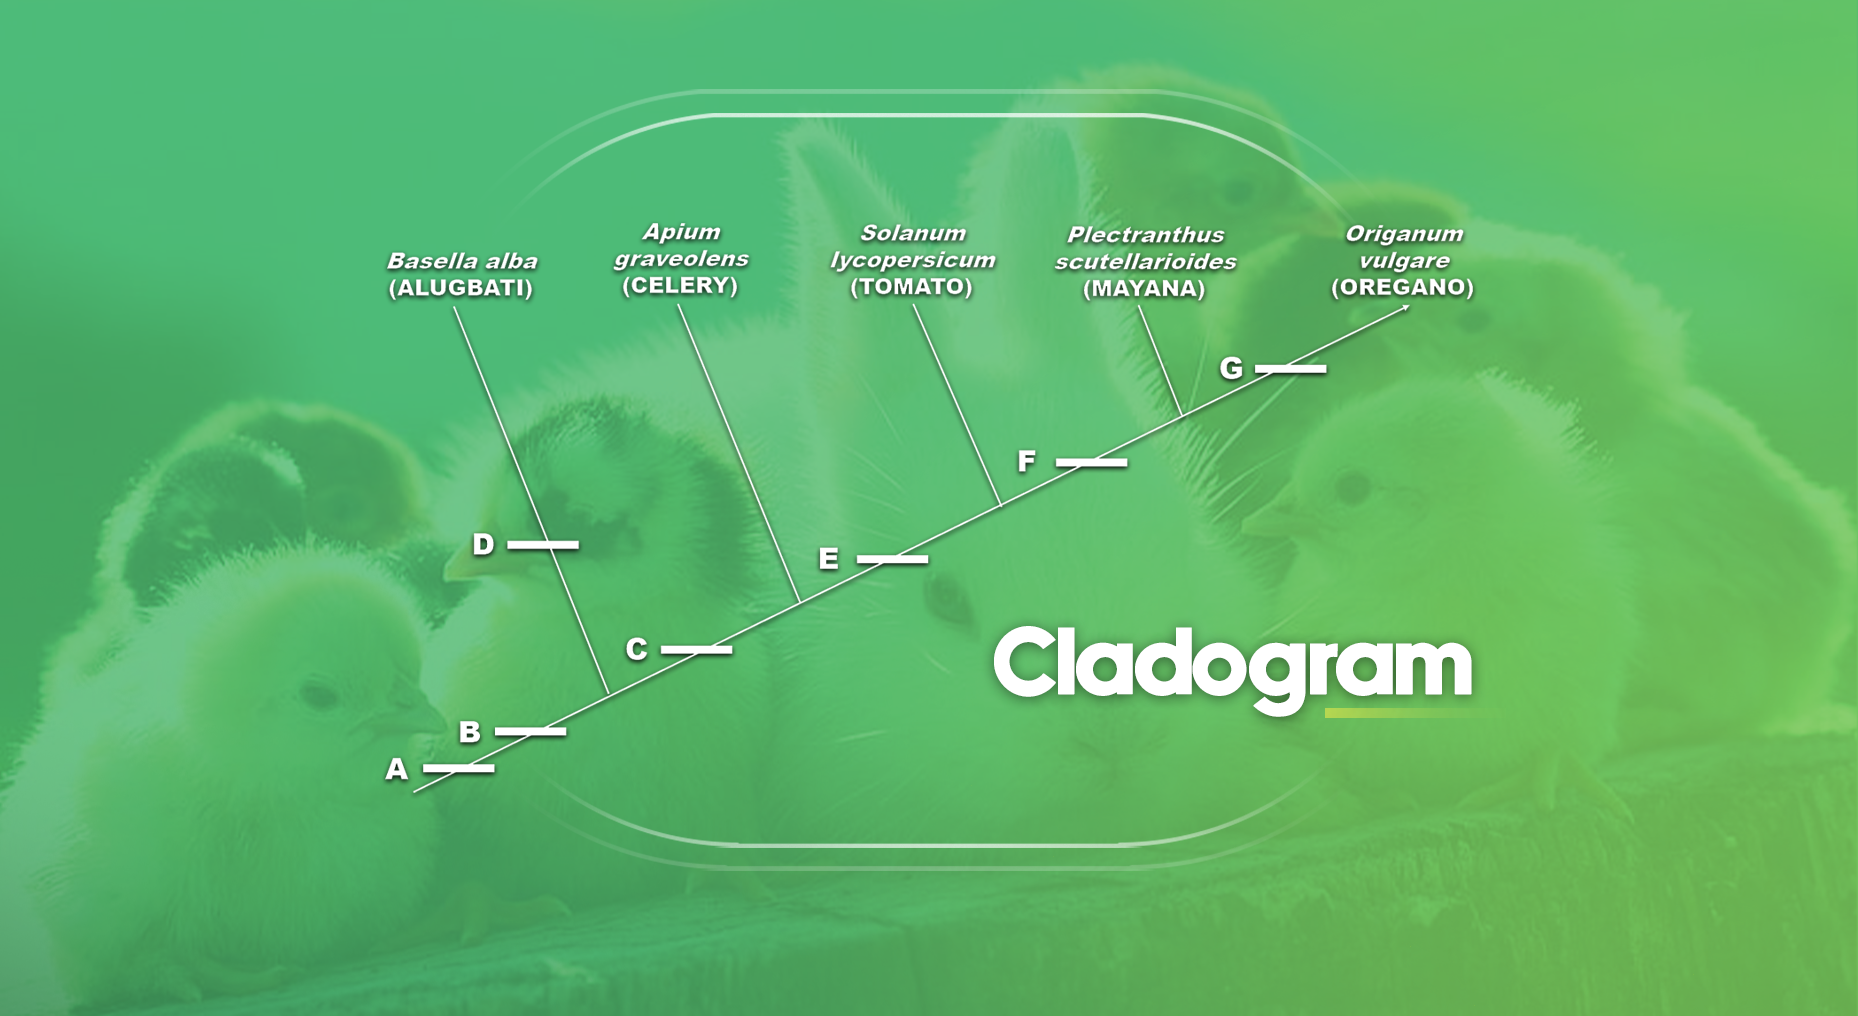 Basella alba
(ALUGBATI)
Apium
graveolens
(CELERY)
Solanum
lycopersicum
(TOMATO)
Plectranthus
scutellarioides
(MAYANA)
Origanum
vulgare
(OREGANO)
G
F
D
E
C
B
A
Cladogram